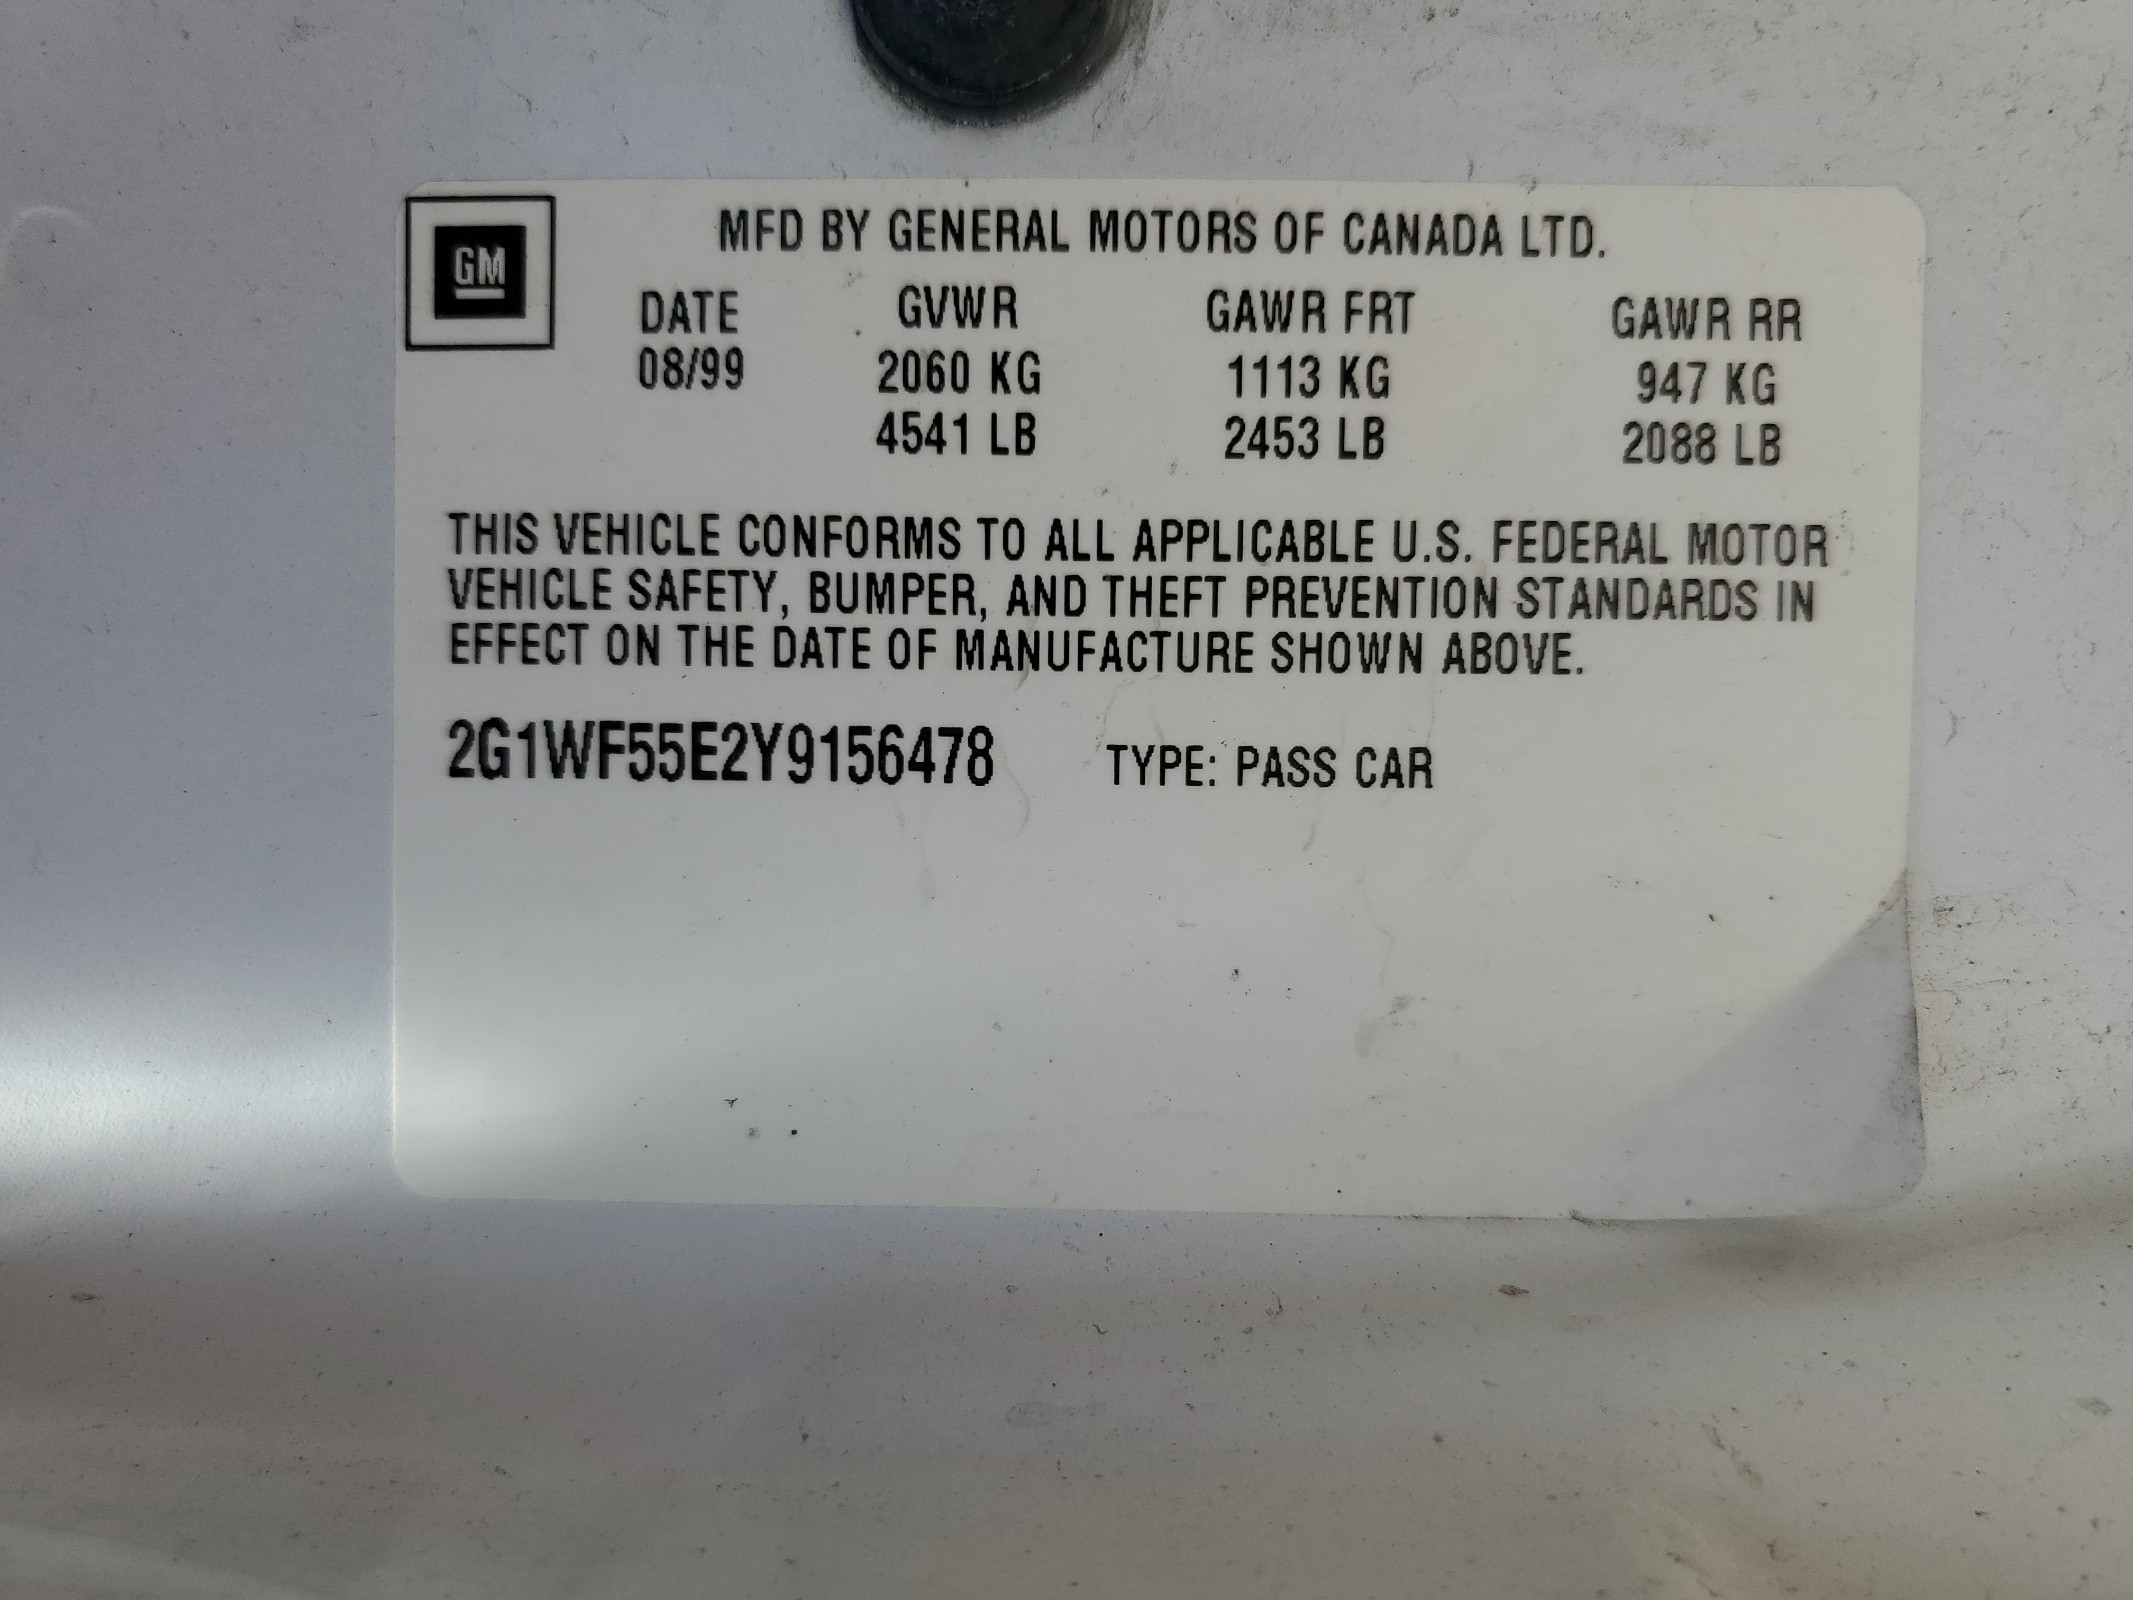 GM
MFD BY GENERAL MOTORS OF CANADA LTD.
DATE GVWR GAWR FRT GAWR RR
08/99 2060 KG 1113 KG 947 KG
4541 LB 2453 LB 2088 LB
THIS VEHICLE CONFORMS TO ALL APPLICABLE U.S. FEDERAL MOTOR
VEHICLE SAFETY, BUMPER, AND THEFT PREVENTION STANDARDS IN
EFFECT ON THE DATE OF MANUFACTURE SHOWN ABOVE.
2G1WF55E2Y9156478 TYPE: PASS CAR